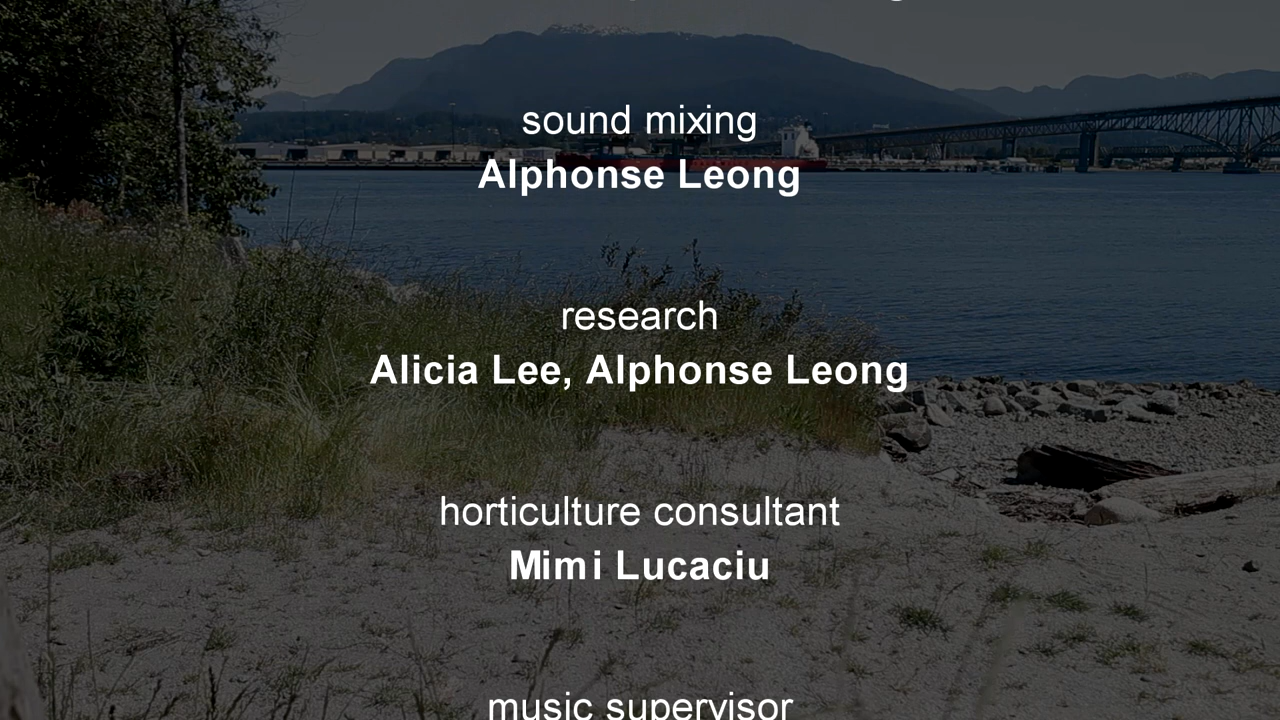 sound mixing
Alphonse Leong
research
Alicia Lee, Alphonse Leong
horticulture consultant
Mimi Lucaciu
music supervisor